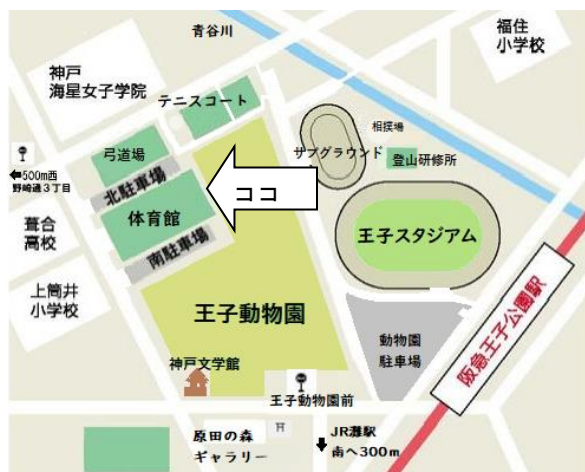 青谷川
福住
小学校
神戸
海星女子学院
テニスコート
相撲場
サブグラウンド
登山研修所
弓道場
←500m西
野崎通3丁目
北駐車場
ココ
体育館
葺合
高校
南駐車場
王子スタジアム
上筒井
小学校
王子動物園
動物園
駐車場
阪急王子公園駅
神戸文学館
王子動物園前
原田の森
ギャラリー
JR灘駅
南へ300m